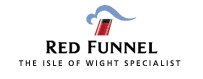 RED FUNNEL
THE ISLE OF WIGHT SPECIALIST